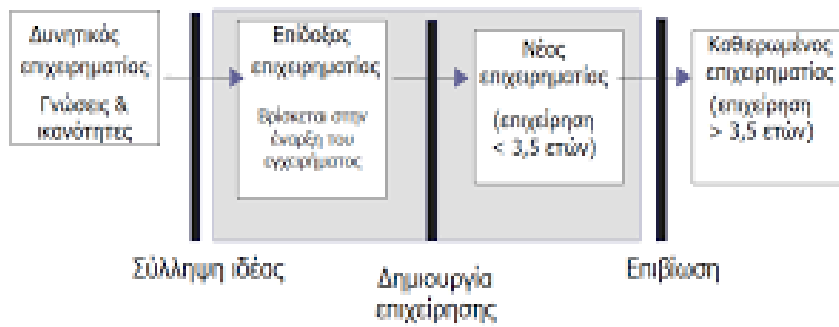 Δυνητικός
επιχειρηματίας
Γνώσεις &
ικανότητες
Επίδοξος
επιχειρηματίας
Βρίσκεται στην
έναρξη του
εγχειρήματος
Νέος
επιχειρηματίας
(επιχείρηση
< 3,5 ετών)
Καθιερωμένος
επιχειρηματίας
(επιχείρηση
> 3,5 ετών)
Σύλληψη ιδέας
Δημιουργία
επιχείρησης
Επιβίωση